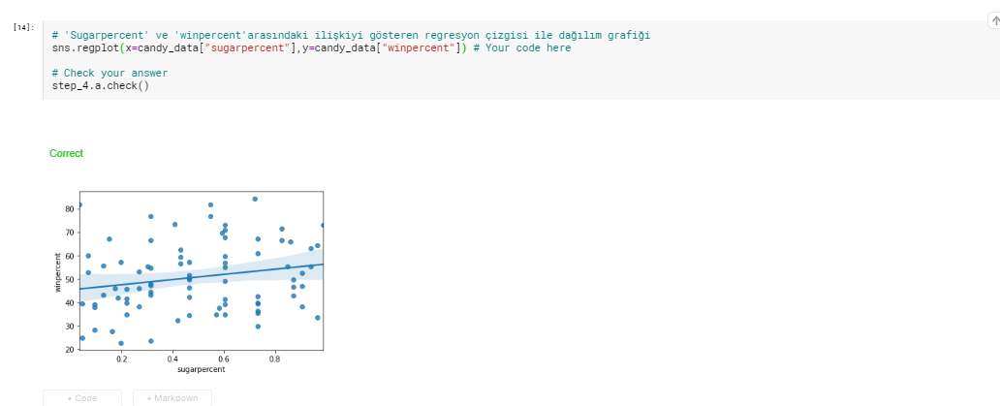 [14]:
# 'Sugarpercent' ve 'winpercent'arasındaki ilişkiyi gösteren regresyon çizgisi ile dağılım grafiği
sns.regplot(x=candy_data["sugarpercent"],y=candy_data["winpercent"]) # Your code here
# Check your answer
step_4.a.check()
Correct
winpercent
80
70
60
50
40
30
20
0.2 0.4 0.6 0.8
sugarpercent
+ Code + Markdown